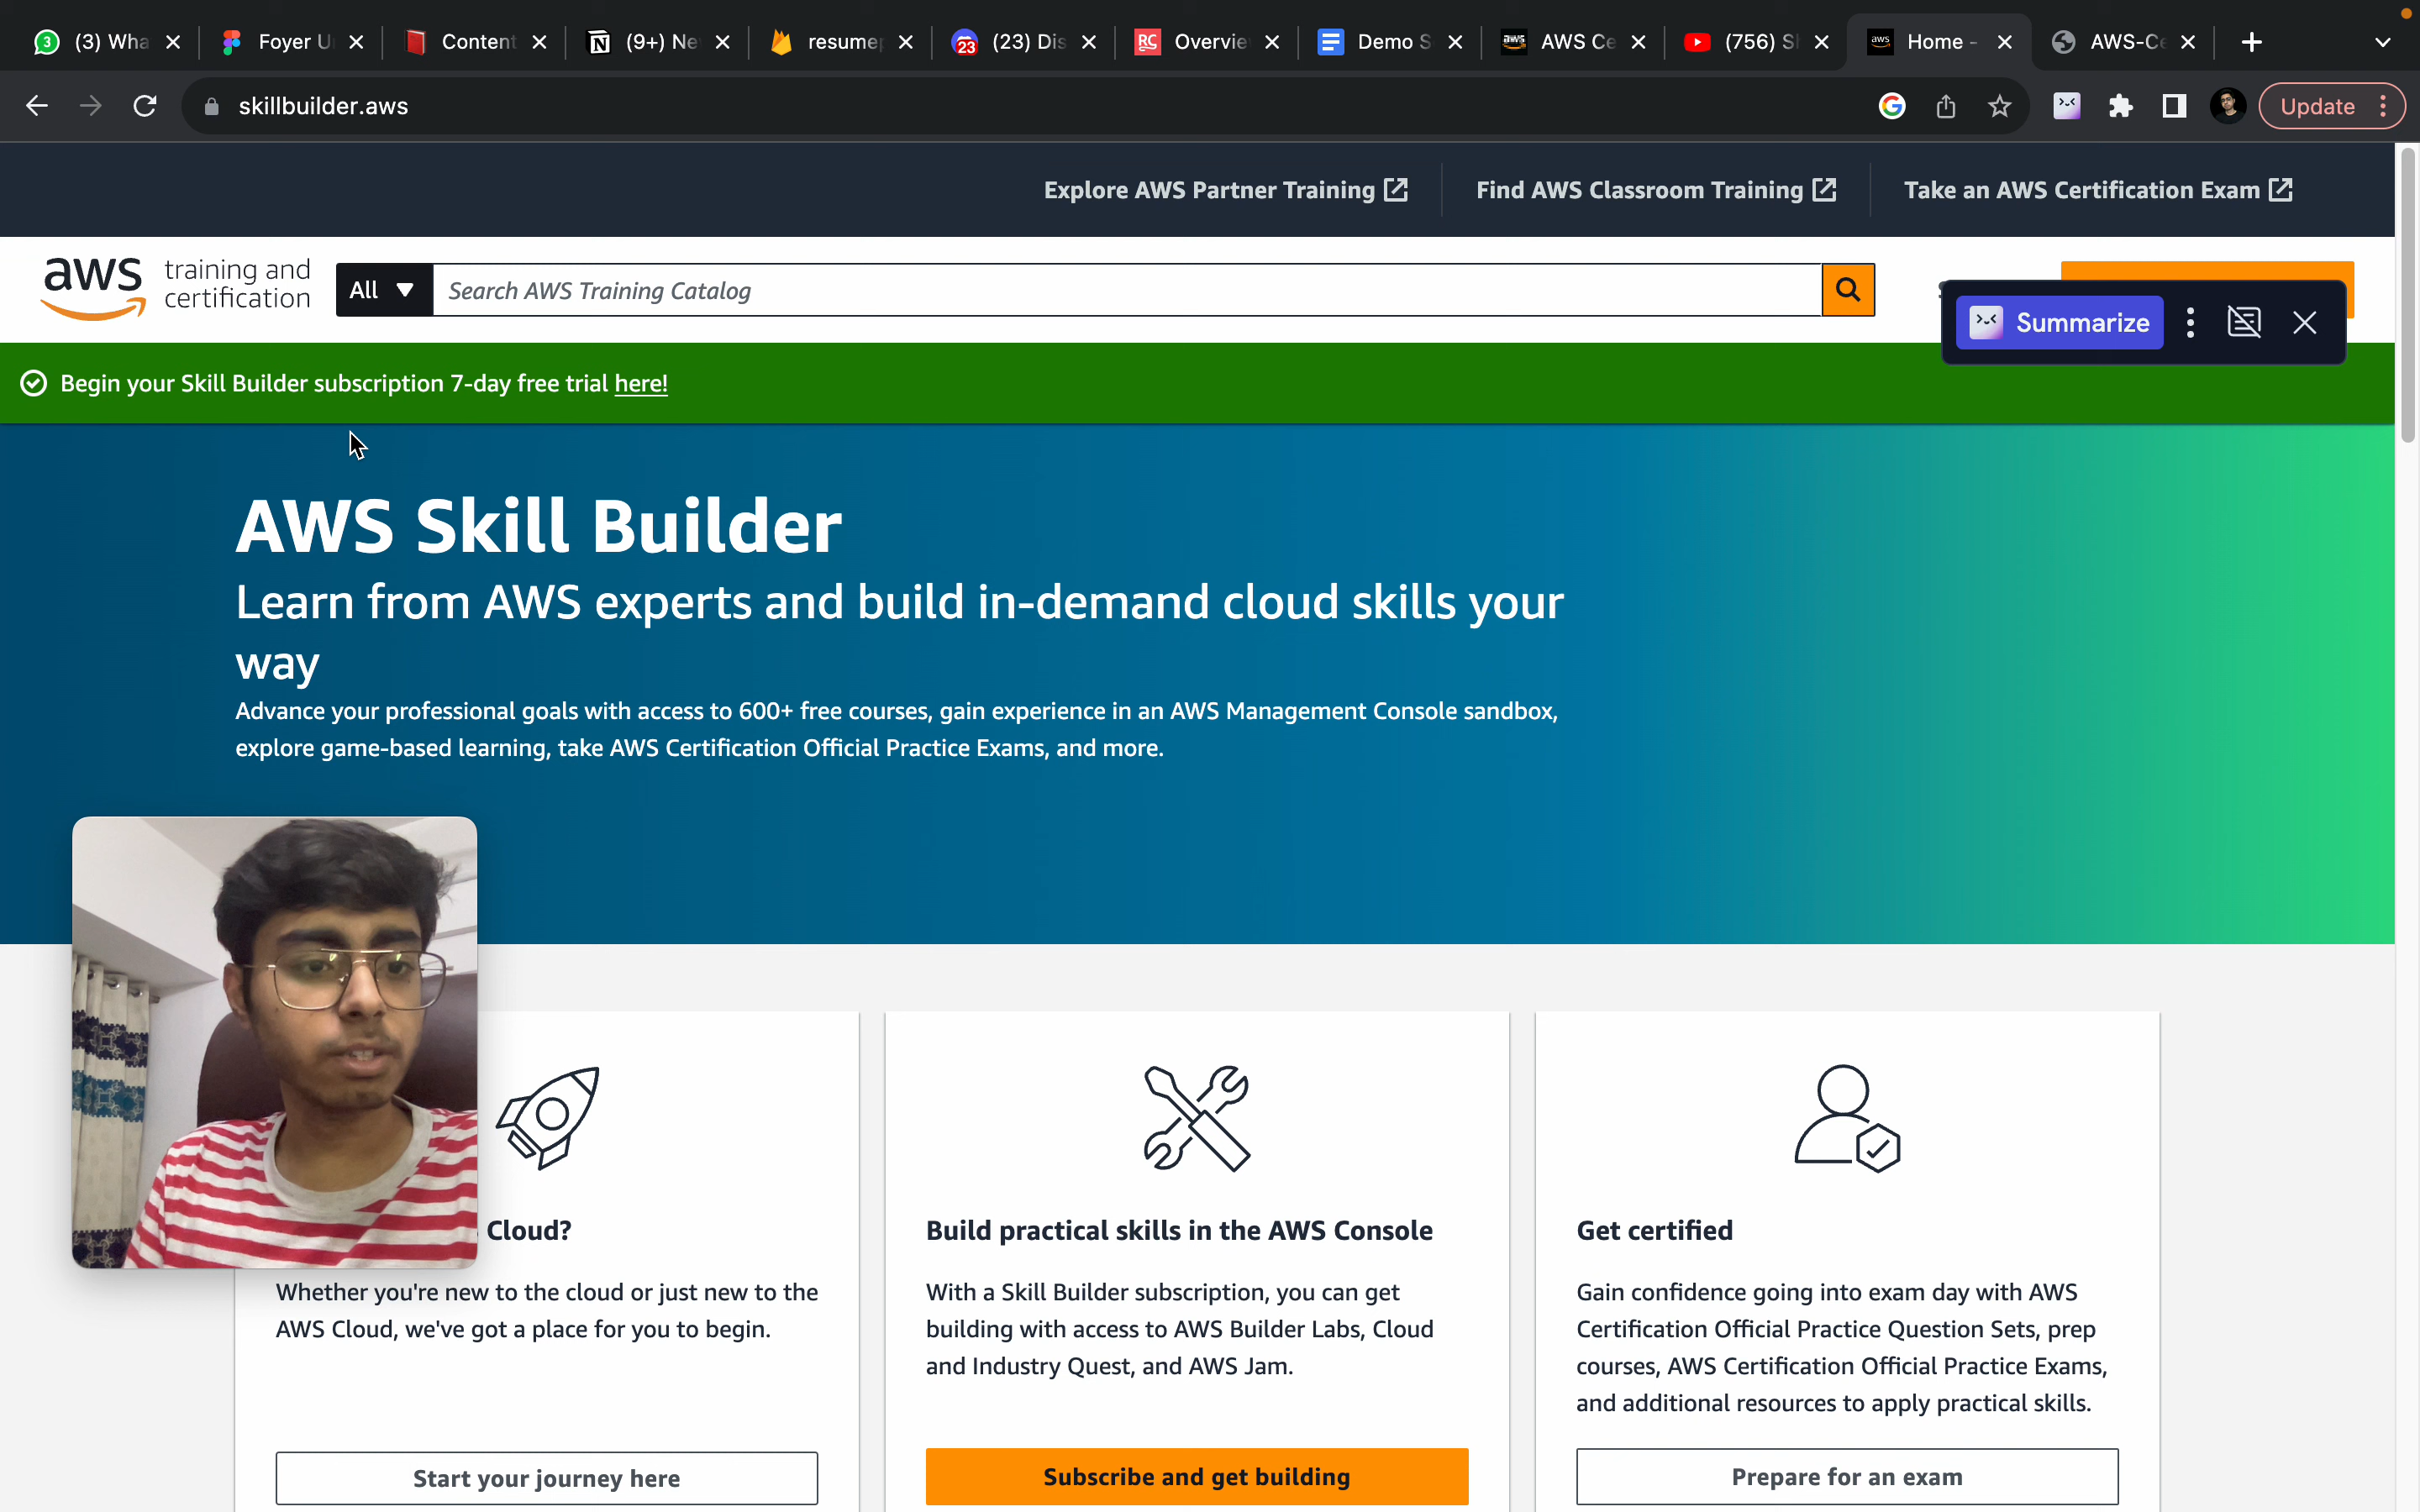 3
(3) Wha
Foyer U
Content
(9+) Ne
resume
23
(23) Dis
RC
Overvie
Demo S
aws
AWS Ce
(756) S
aws
Home -
AWS-Ce
skillbuilder.aws
Update
Explore AWS Partner Training
Find AWS Classroom Training
Take an AWS Certification Exam
aws training and certification
All
Search AWS Training Catalog
Summarize
Begin your Skill Builder subscription 7-day free trial here!
AWS Skill Builder
Learn from AWS experts and build in-demand cloud skills your
way
Advance your professional goals with access to 600+ free courses, gain experience in an AWS Management Console sandbox,
explore game-based learning, take AWS Certification Official Practice Exams, and more.
Cloud?
Whether you're new to the cloud or just new to the
AWS Cloud, we've got a place for you to begin.
Start your journey here
Build practical skills in the AWS Console
With a Skill Builder subscription, you can get
building with access to AWS Builder Labs, Cloud
and Industry Quest, and AWS Jam.
Subscribe and get building
Get certified
Gain confidence going into exam day with AWS
Certification Official Practice Question Sets, prep
courses, AWS Certification Official Practice Exams,
and additional resources to apply practical skills.
Prepare for an exam